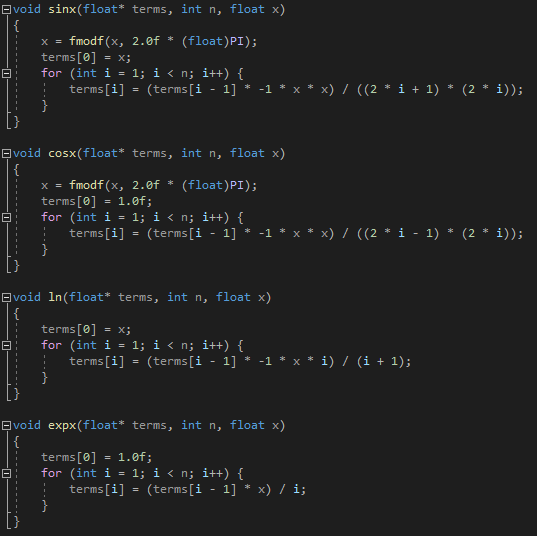 void sinx(float* terms, int n, float x)
{
    x = fmodf(x, 2.0f * (float)PI);
    terms[0] = x;
    for (int i = 1; i < n; i++) {
        terms[i] = (terms[i - 1] * -1 * x * x) / ((2 * i + 1) * (2 * i));
    }
}
void cosx(float* terms, int n, float x)
{
    x = fmodf(x, 2.0f * (float)PI);
    terms[0] = 1.0f;
    for (int i = 1; i < n; i++) {
        terms[i] = (terms[i - 1] * -1 * x * x) / ((2 * i - 1) * (2 * i));
    }
}
void ln(float* terms, int n, float x)
{
    terms[0] = x;
    for (int i = 1; i < n; i++) {
        terms[i] = (terms[i - 1] * -1 * x * i) / (i + 1);
    }
}
void expx(float* terms, int n, float x)
{
    terms[0] = 1.0f;
    for (int i = 1; i < n; i++) {
        terms[i] = (terms[i - 1] * x) / i;
    }
}